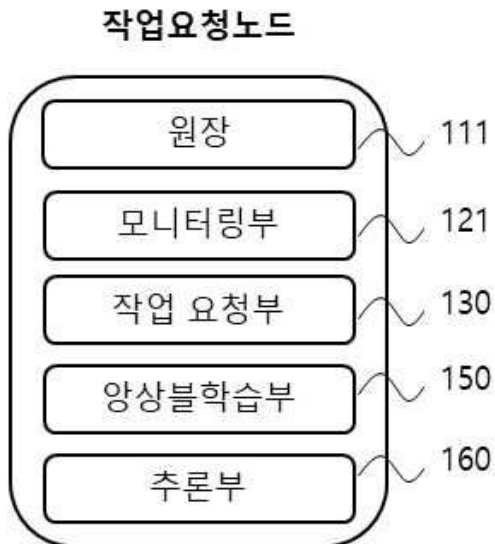 작업요청노드
원장 111
모니터링부 121
작업 요청부 130
앙상블학습부 150
추론부 160